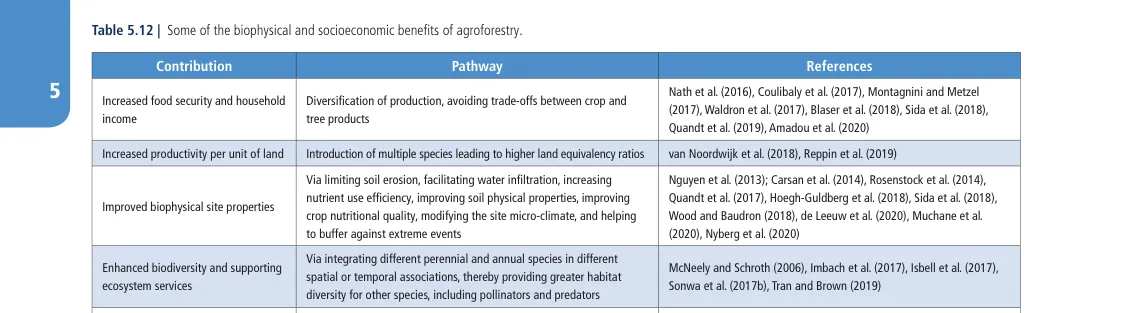 Table 5.12 | Some of the biophysical and socioeconomic benefits of agroforestry.
5
Contribution
Pathway
References
Increased food security and household
income
Diversification of production, avoiding trade-offs between crop and
tree products
Nath et al. (2016), Coulibaly et al. (2017), Montagnini and Metzel
(2017), Waldron et al. (2017), Blaser et al. (2018), Sida et al. (2018),
Quandt et al. (2019), Amadou et al. (2020)
Increased productivity per unit of land
Introduction of multiple species leading to higher land equivalency ratios
van Noordwijk et al. (2018), Reppin et al. (2019)
Improved biophysical site properties
Via limiting soil erosion, facilitating water infiltration, increasing
nutrient use efficiency, improving soil physical properties, improving
crop nutritional quality, modifying the site micro-climate, and helping
to buffer against extreme events
Nguyen et al. (2013); Carsan et al. (2014), Rosenstock et al. (2014),
Quandt et al. (2017), Hoegh-Guldberg et al. (2018), Sida et al. (2018),
Wood and Baudron (2018), de Leeuw et al. (2020), Muchane et al.
(2020), Nyberg et al. (2020)
Enhanced biodiversity and supporting
ecosystem services
Via integrating different perennial and annual species in different
spatial or temporal associations, thereby providing greater habitat
diversity for other species, including pollinators and predators
McNeely and Schroth (2006), Imbach et al. (2017), Isbell et al. (2017),
Sonwa et al. (2017b), Tran and Brown (2019)